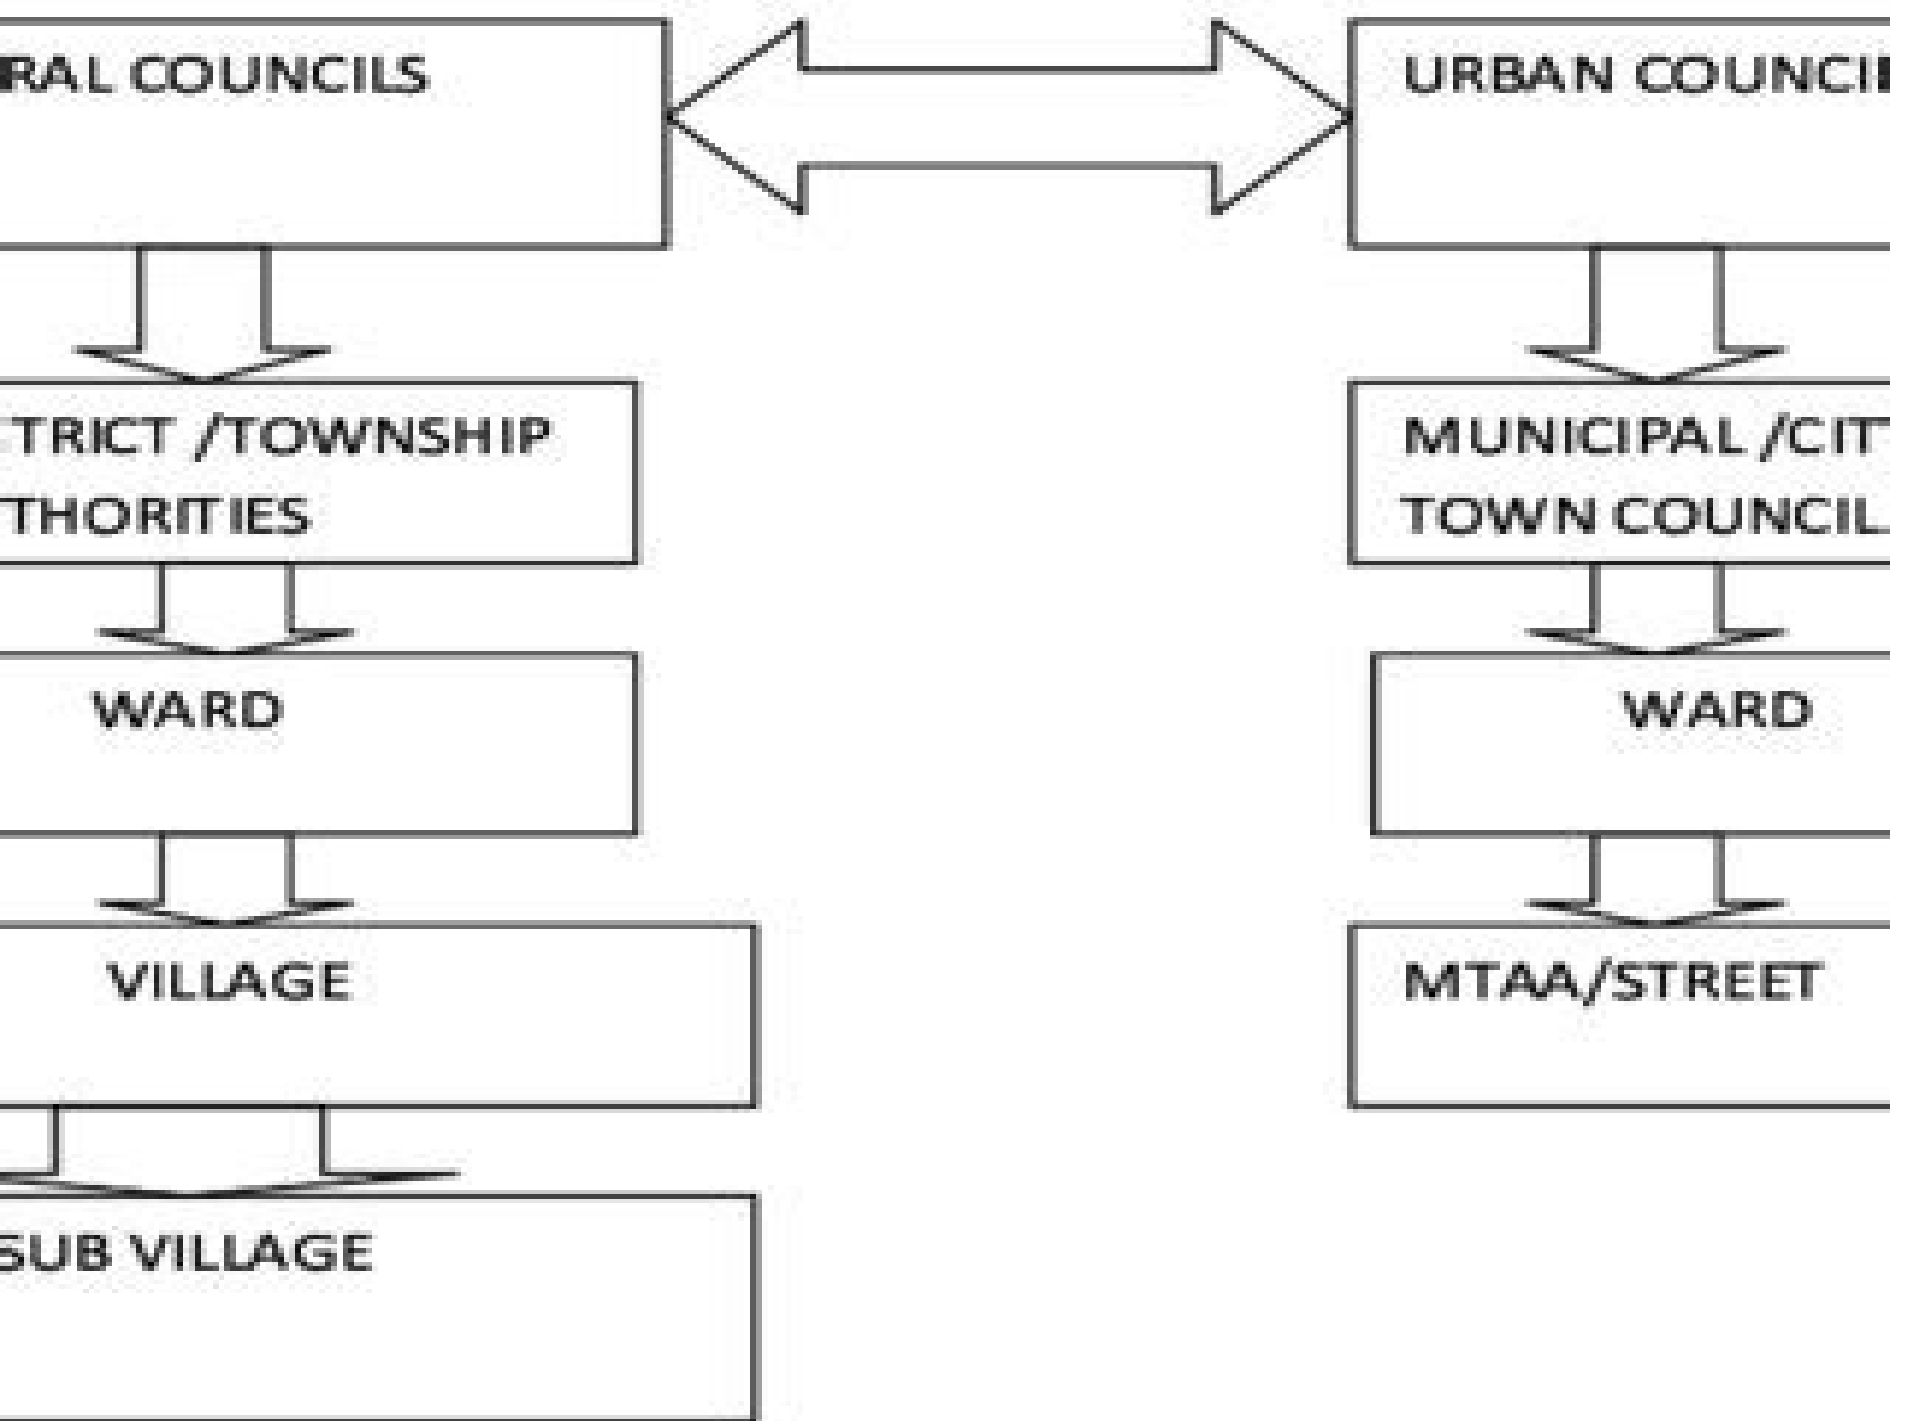 RAL COUNCILS
URBAN COUNCI
TRICT /TOWNSHIP
THORITIES
MUNICIPAL /CIT
TOWN COUNCIL
WARD
WARD
VILLAGE
MTAA/STREET
SUB VILLAGE